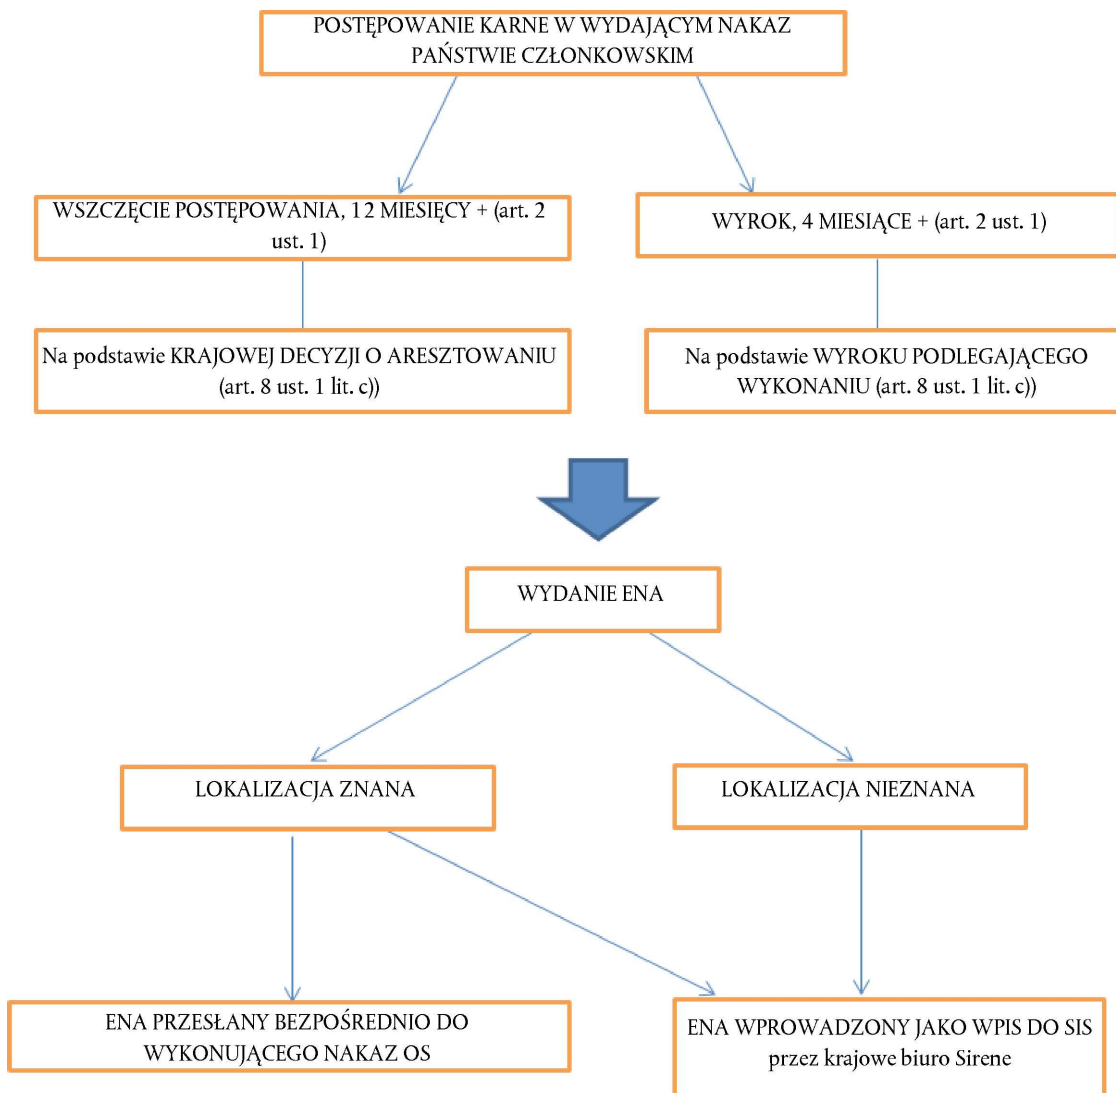 POSTĘPOWANIE KARNE W WYDAJĄCYM NAKAZ
PAŃSTWIE CZŁONKOWSKIM
WSZCZĘCIE POSTĘPOWANIA, 12 MIESIĘCY + (art. 2
ust. 1)
WYROK, 4 MIESIĄCE + (art. 2 ust. 1)
Na podstawie KRAJOWEJ DECYZJI O ARESZTOWANIU
(art. 8 ust. 1 lit. c))
Na podstawie WYROKU PODLEGAJĄCEGO
WYKONANIU (art. 8 ust. 1 lit. c))
WYDANIE ENA
LOKALIZACJA ZNANA
LOKALIZACJA NIEZNANA
ENA PRZESŁANY BEZPOŚREDNIO DO
WYKONUJĄCEGO NAKAZ OS
ENA WPROWADZONY JAKO WPIS DO SIS
przez krajowe biuro Sirene